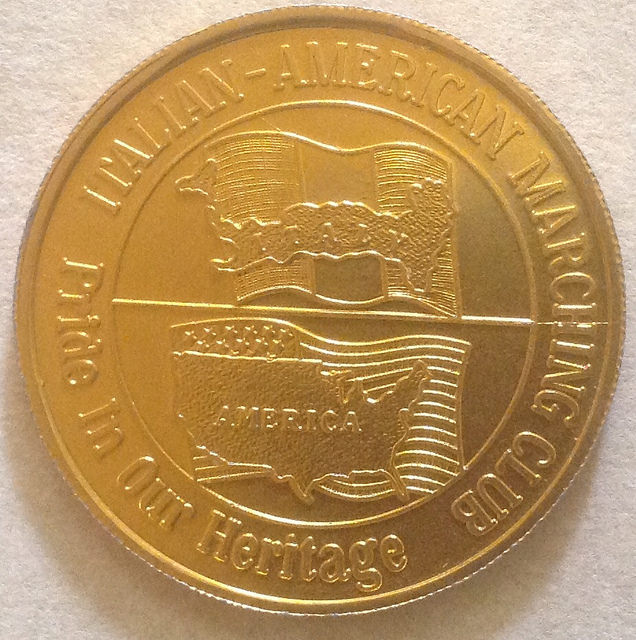 ITALIAN-AMERICAN MARCHING CLUB
ITALY
AMERICA
Pride In Our Heritage